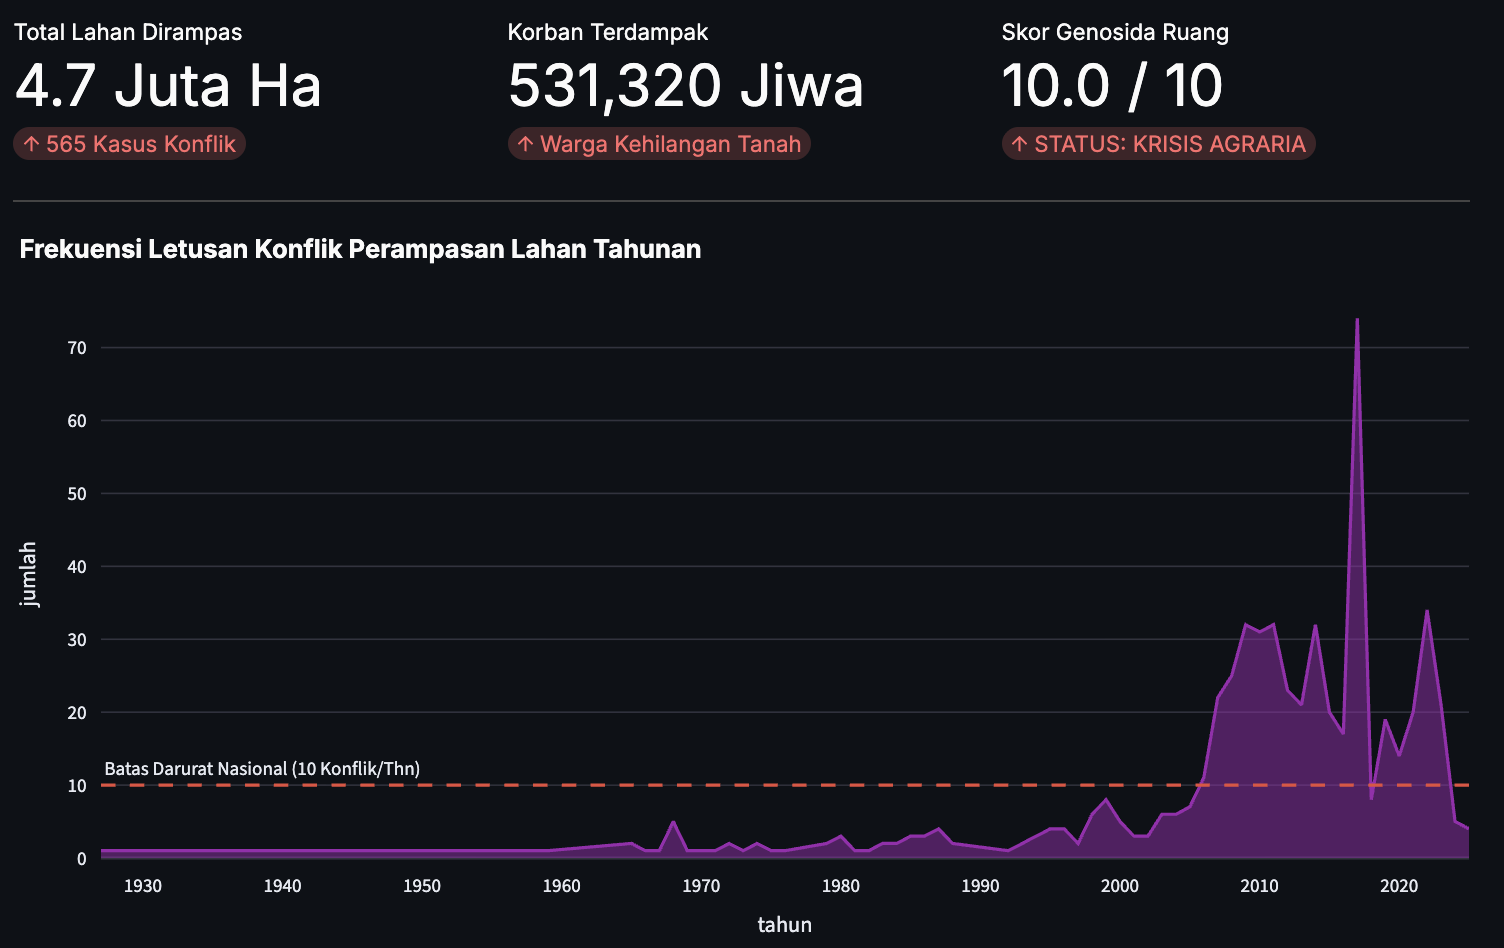 Total Lahan Dirampas
4.7 Juta Ha
↑ 565 Kasus Konflik
Korban Terdampak
531,320 Jiwa
↑ Warga Kehilangan Tanah
Skor Genosida Ruang
10.0 / 10
↑ STATUS: KRISIS AGRARIA
Frekuensi Letusan Konflik Perampasan Lahan Tahunan
jumlah
70
60
50
40
30
20
Batas Darurat Nasional (10 Konflik/Thn)
10
0
1930 1940 1950 1960 1970 1980 1990 2000 2010 2020
tahun